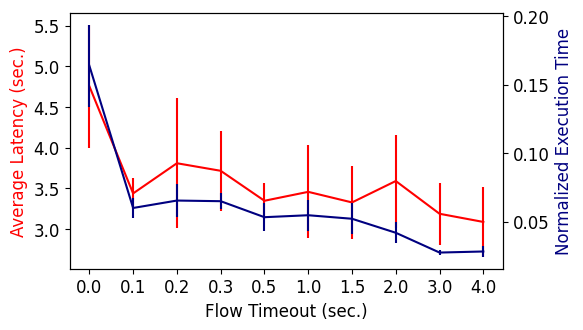 5.5
5.0
4.5
4.0
3.5
3.0
Average Latency (sec.)
0.20
0.15
0.10
0.05
Normalized Execution Time
0.0 0.1 0.2 0.3 0.5 1.0 1.5 2.0 3.0 4.0
Flow Timeout (sec.)